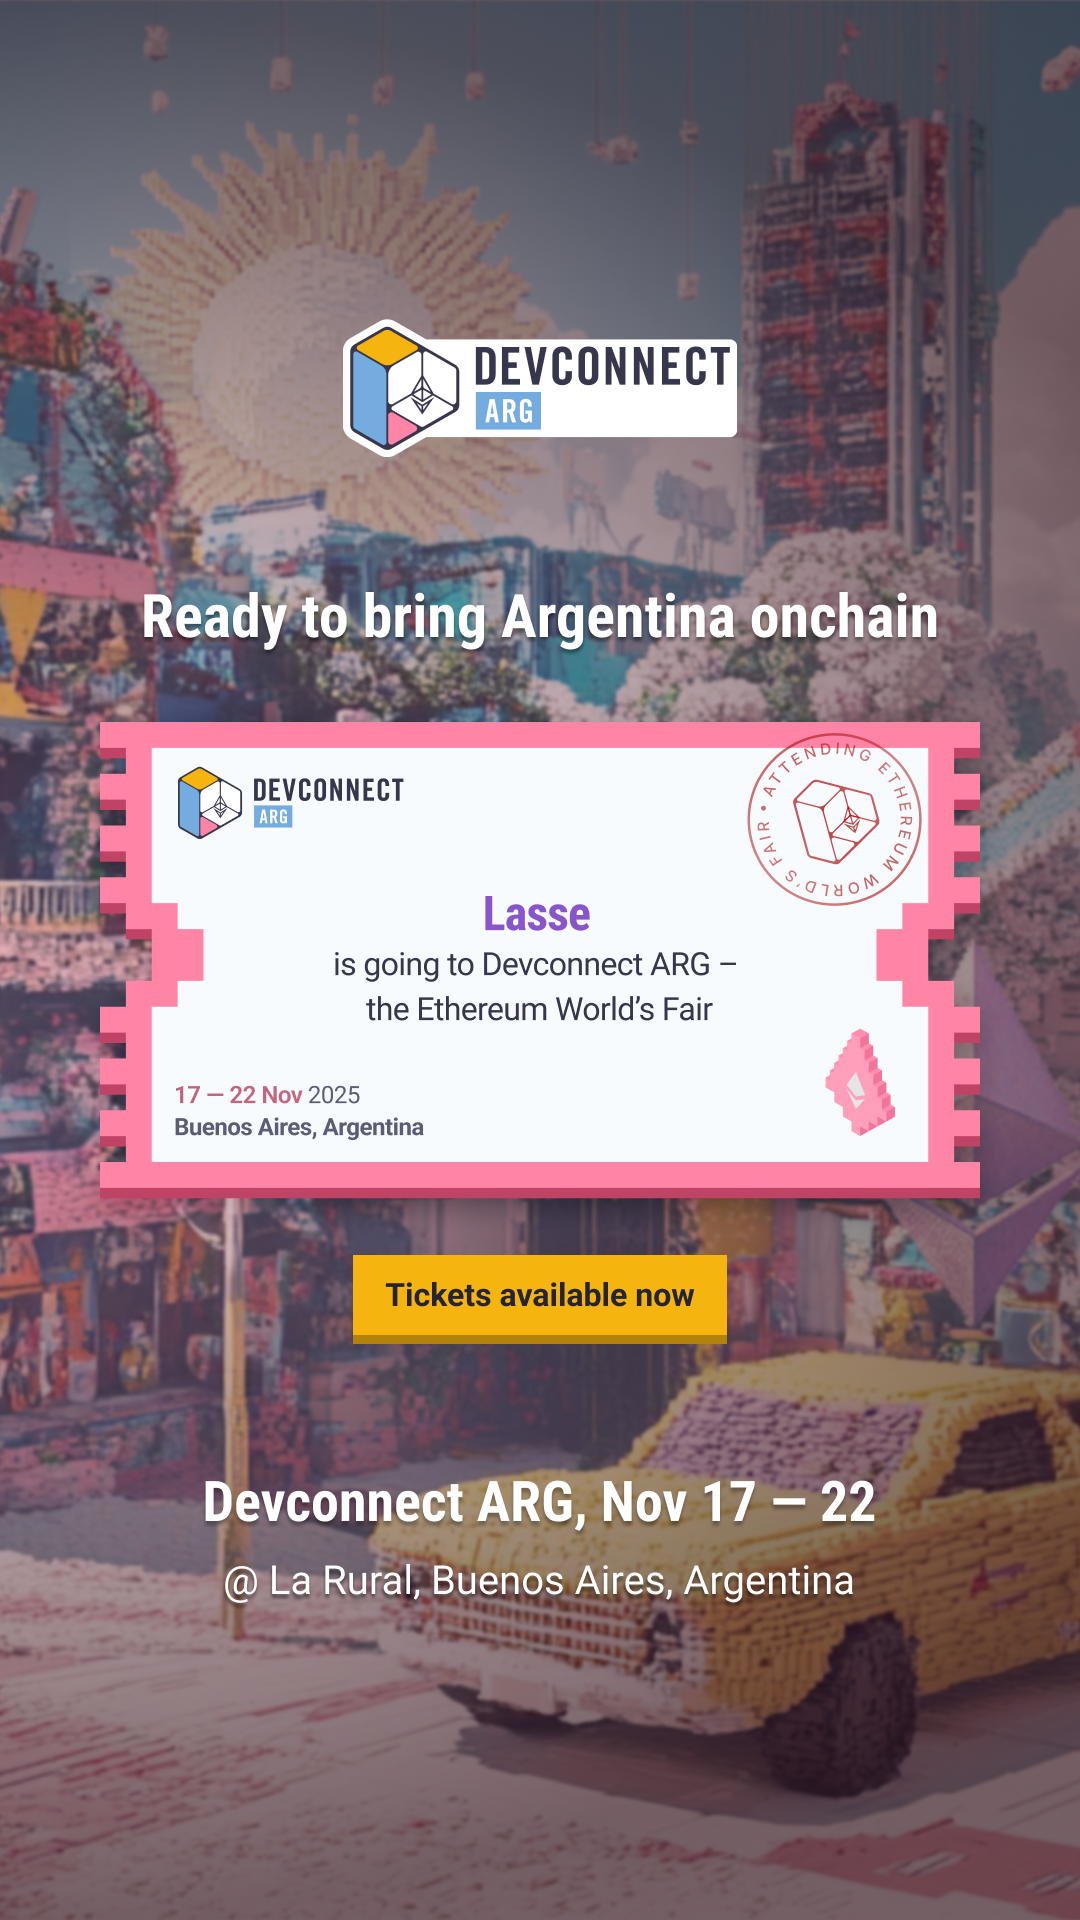 DEVCONNECT
ARG
Ready to bring Argentina onchain
DEVCONNECT
ARG
ATTENDING ETHEREUM WORLD'S FAIR •
Lasse
is going to Devconnect ARG –
the Ethereum World’s Fair
17 — 22 Nov 2025
Buenos Aires, Argentina
Tickets available now
Devconnect ARG, Nov 17 — 22
@ La Rural, Buenos Aires, Argentina